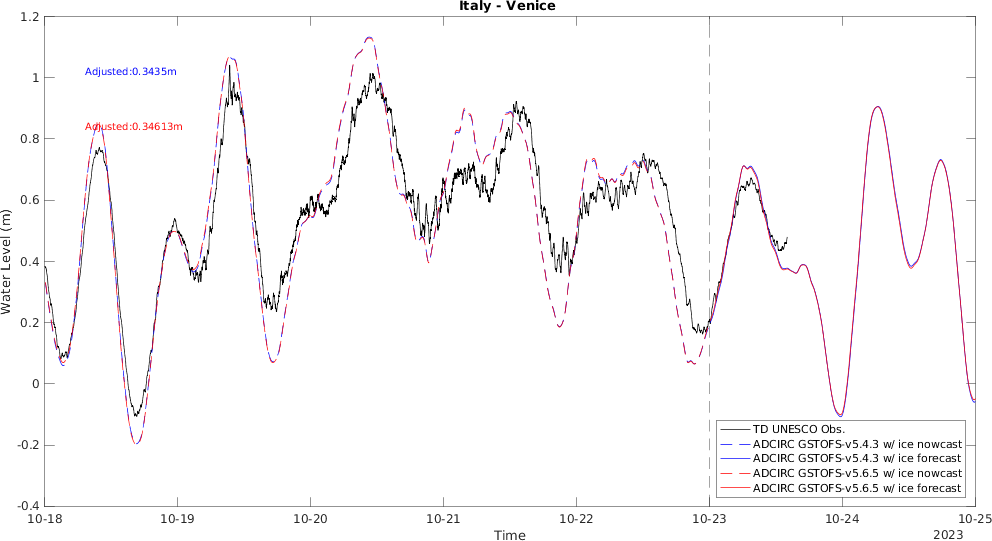 Italy - Venice
1.2
1
0.8
0.6
0.4
0.2
0
-0.2
-0.4
Water Level (m)
Adjusted:0.3435m
Adjusted:0.34613m
TD UNESCO Obs.
ADCIRC GSTOFS-v5.4.3 w/ ice nowcast
ADCIRC GSTOFS-v5.4.3 w/ ice forecast
ADCIRC GSTOFS-v5.6.5 w/ ice nowcast
ADCIRC GSTOFS-v5.6.5 w/ ice forecast
10-18 10-19 10-20 10-21 10-22 10-23 10-24 10-25
Time
2023